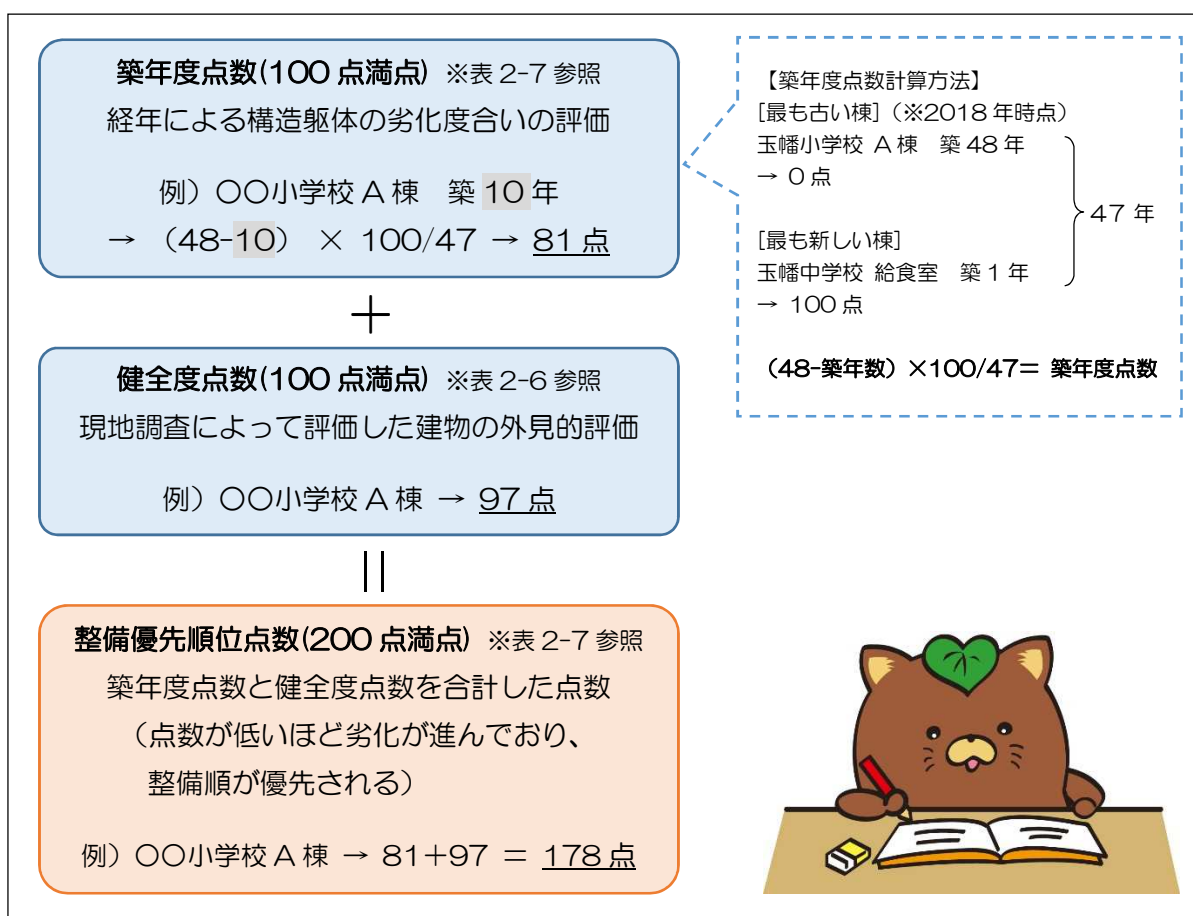 築年度点数(100点満点) ※表2-7参照
経年による構造躯体の劣化度合いの評価
例）〇〇小学校A棟 築10年
→ （48-10） × 100/47 → 81点
＋
健全度点数(100点満点) ※表2-6参照
現地調査によって評価した建物の外見的評価
例）〇〇小学校A棟 → 97点
＝
整備優先順位点数(200点満点) ※表2-7参照
築年度点数と健全度点数を合計した点数
（点数が低いほど劣化が進んでおり、
整備順が優先される）
例）〇〇小学校A棟 → 81＋97 ＝ 178点
【築年度点数計算方法】
[最も古い棟]（※2018年時点）
玉幡小学校 A棟 築48年
→ 0点
47年
[最も新しい棟]
玉幡中学校 給食室 築1年
→ 100点
（48-築年数）×100/47＝ 築年度点数